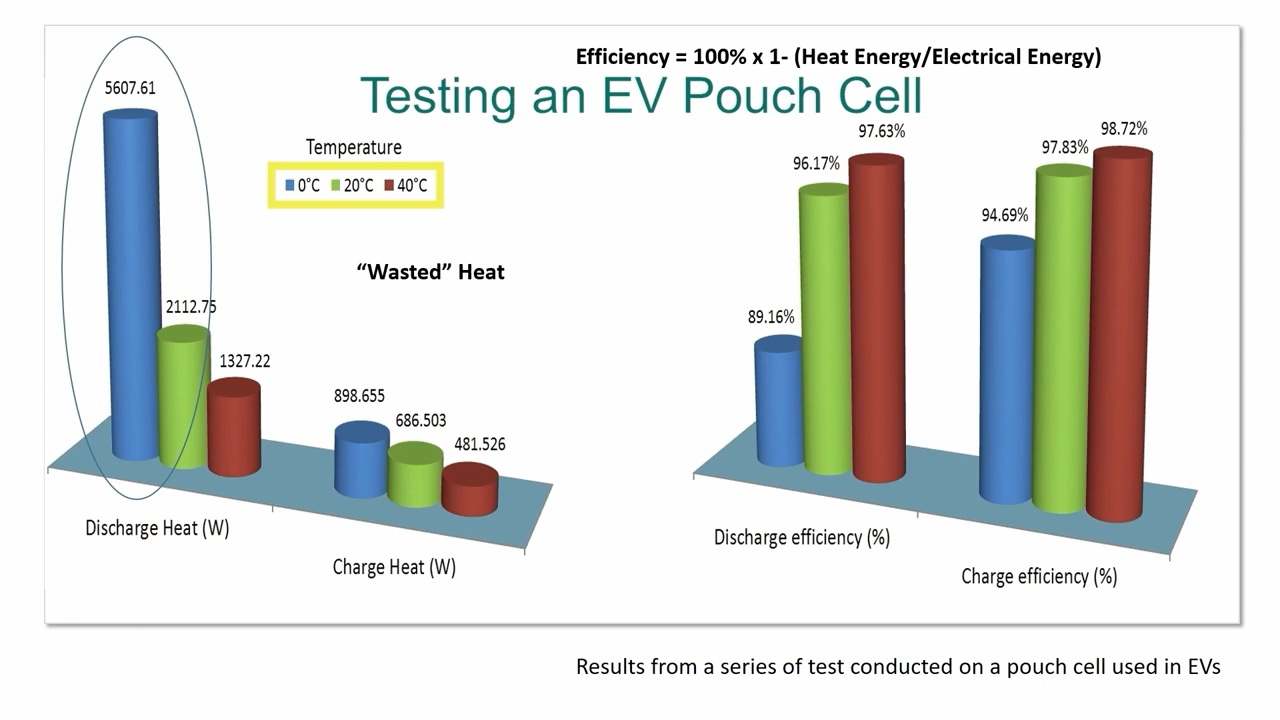 Efficiency = 100% x 1- (Heat Energy/Electrical Energy)
Testing an EV Pouch Cell
Temperature
0°C 20°C 40°C
"Wasted" Heat
5607.61
2112.75
1327.22
898.655
686.503
481.526
Discharge Heat (W)
Charge Heat (W)
89.16%
96.17%
97.63%
94.69%
97.83%
98.72%
Discharge efficiency (%)
Charge efficiency (%)
Results from a series of test conducted on a pouch cell used in EVs